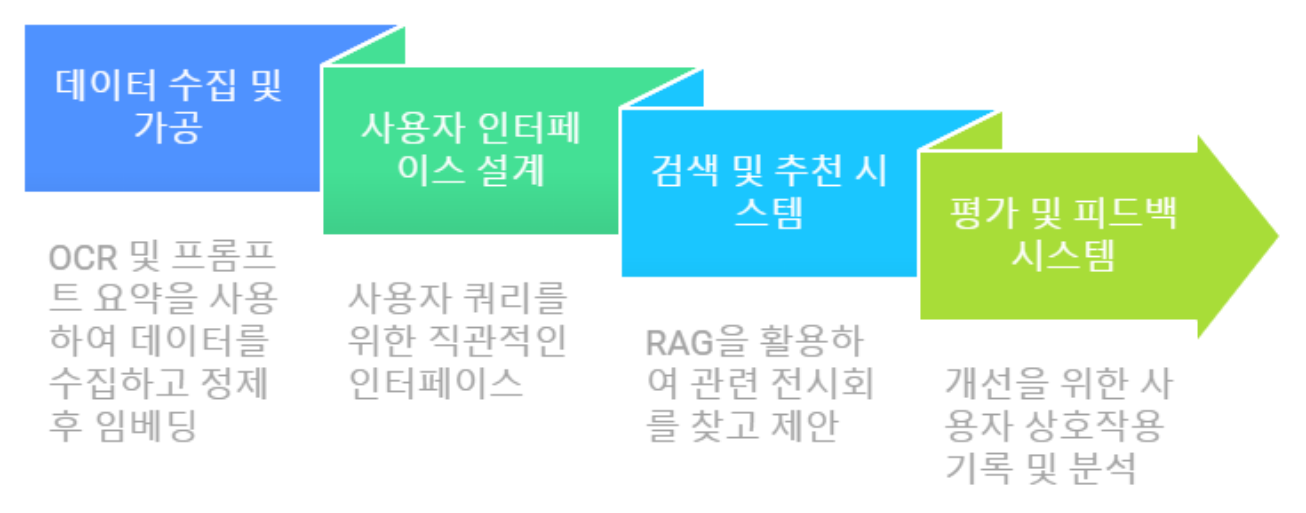 데이터 수집 및
가공
OCR 및 프롬프
트 요약을 사용
하여 데이터를
수집하고 정제
후 임베딩
사용자 인터페
이스 설계
사용자 쿼리를
위한 직관적인
인터페이스
검색 및 추천 시
스템
RAG을 활용하
여 관련 전시회
를 찾고 제안
평가 및 피드백
시스템
개선을 위한 사
용자 상호작용
기록 및 분석